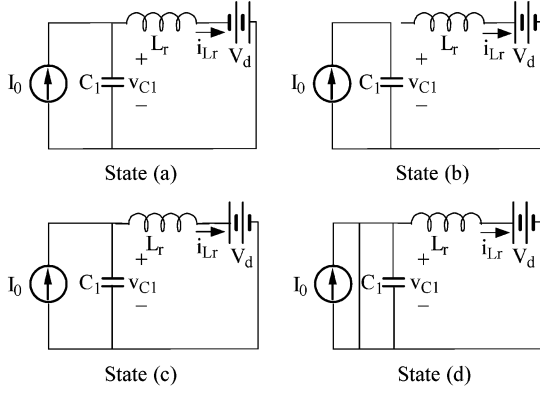 I0 C1 + vC1 − Lr iLr Vd
State (a)
I0 C1 + vC1 − Lr iLr Vd
State (b)
I0 C1 + vC1 − Lr iLr Vd
State (c)
I0 C1 + vC1 − Lr iLr Vd
State (d)